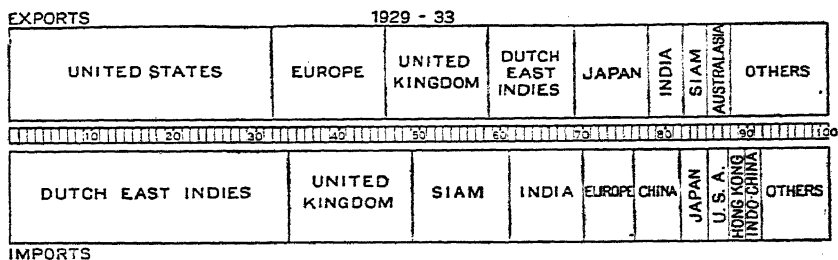 EXPORTS 1929 - 33
UNITED STATES
EUROPE
UNITED
KINGDOM
DUTCH
EAST
INDIES
JAPAN
INDIA
SIAM
AUSTRALASIA
OTHERS
10 20 30 40 50 60 70 80 90 100
DUTCH EAST INDIES
UNITED
KINGDOM
SIAM
INDIA
EUROPE
CHINA
JAPAN
U.S.A.
HONG KONG
INDO-CHINA
OTHERS
IMPORTS